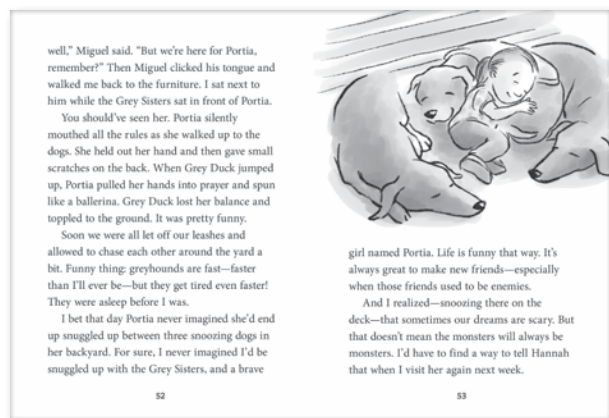 well,” Miguel said. “But we’re here for Portia,
remember?” Then Miguel clicked his tongue and
walked me back to the furniture. I sat next to
him while the Grey Sisters sat in front of Portia.
You should’ve seen her. Portia silently
mouthed all the rules as she walked up to the
dogs. She held out her hand and then gave small
scratches on the back. When Grey Duck jumped
up, Portia pulled her hands into prayer and spun
like a ballerina. Grey Duck lost her balance and
toppled to the ground. It was pretty funny.
Soon we were all let off our leashes and
allowed to chase each other around the yard a
bit. Funny thing: greyhounds are fast—faster
than I’ll ever be—but they get tired even faster!
They were asleep before I was.
I bet that day Portia never imagined she’d end
up snuggled up between three snoozing dogs in
her backyard. For sure, I never imagined I’d be
snuggled up with the Grey Sisters, and a brave
52
girl named Portia. Life is funny that way. It’s
always great to make new friends—especially
when those friends used to be enemies.
And I realized—snoozing there on the
deck—that sometimes our dreams are scary. But
that doesn’t mean the monsters will always be
monsters. I’d have to find a way to tell Hannah
that when I visit her again next week.
53